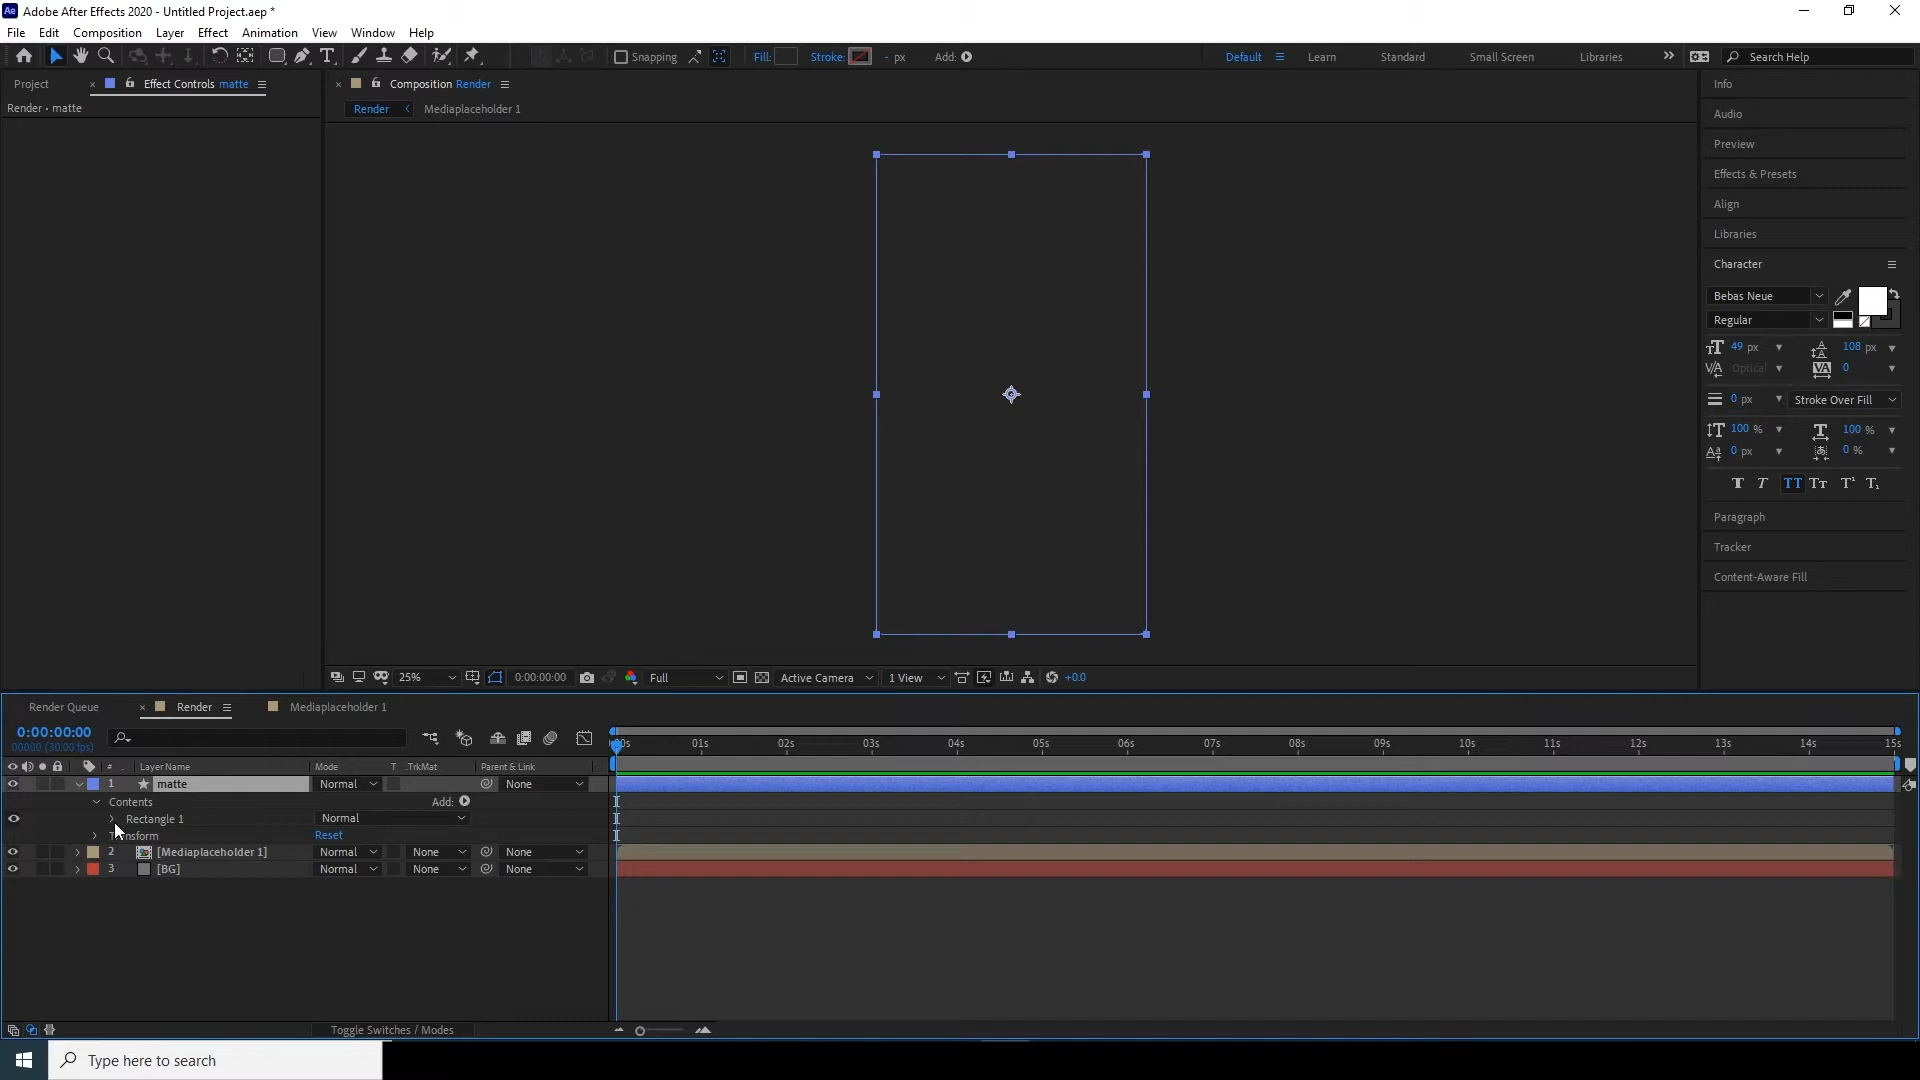 Ae Adobe After Effects 2020 - Untitled Project.aep *
File Edit Composition Layer Effect Animation View Window Help
Snapping Fill: Stroke: - px Add: Default Learn Standard Small Screen Libraries Search Help
Project Effect Controls matte Composition Render Info
Render • matte
Render Mediaplaceholder 1
Audio
Preview
Effects & Presets
Align
Libraries
Character
Bebas Neue
Regular
49 px 108 px
Optical 0
0 px Stroke Over Fill
100 % 100 %
0 px 0 %
T T TT Tт T¹ T₁
Paragraph
Tracker
Content-Aware Fill
25% 0:00:00:00 Full Active Camera 1 View +0.0
Render Queue Render Mediaplaceholder 1
0:00:00:00
00000 (30.00 fps)
00s 01s 02s 03s 04s 05s 06s 07s 08s 09s 10s 11s 12s 13s 14s 15s
# Layer Name Mode T .TrkMat Parent & Link
1 matte Normal None
Contents Add:
Rectangle 1 Normal
Transform Reset
2 [Mediaplaceholder 1] Normal None None
3 [BG] Normal None None
Toggle Switches / Modes
Type here to search